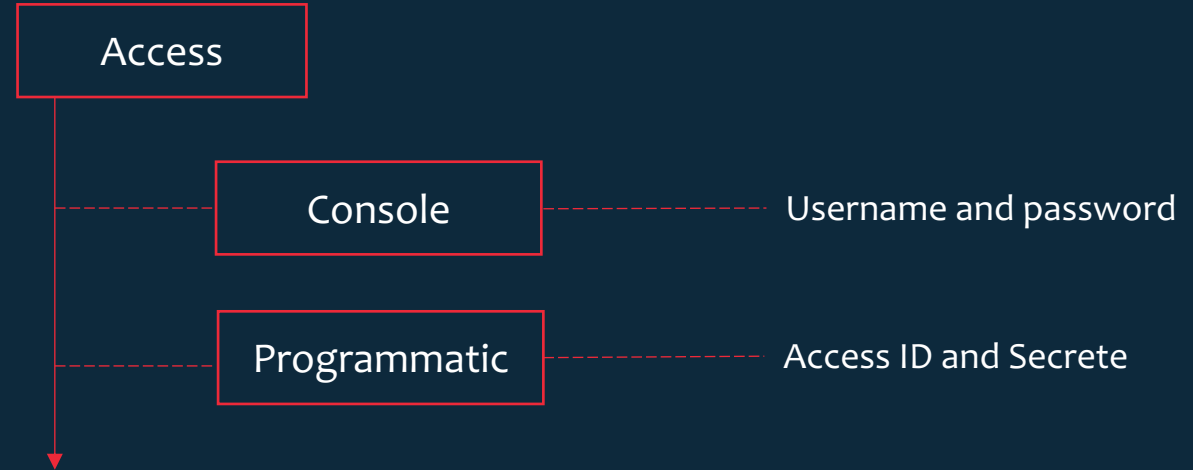 Access
Console
Username and password
Programmatic
Access ID and Secrete